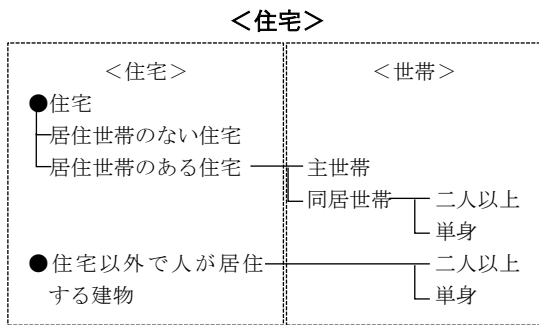 ＜住宅＞
＜住宅＞
＜世帯＞
●住宅
居住世帯のない住宅
居住世帯のある住宅
主世帯
同居世帯
二人以上
単身
●住宅以外で人が居住
する建物
二人以上
単身